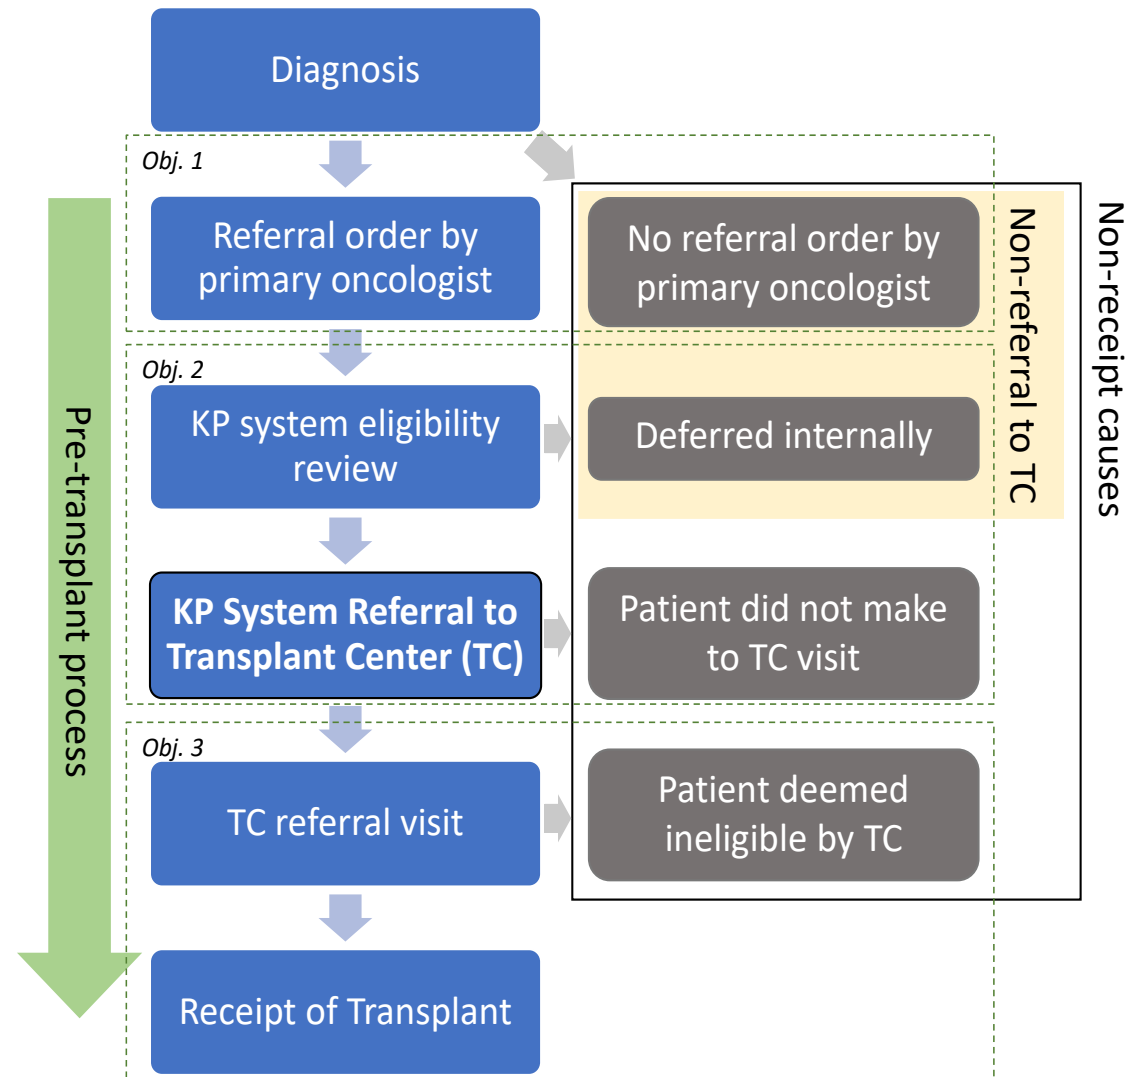 Diagnosis
Obj. 1
Referral order by
primary oncologist
No referral order by
primary oncologist
Non-referral to TC
Non-receipt causes
Pre-transplant process
Obj. 2
KP system eligibility
review
Deferred internally
KP System Referral to
Transplant Center (TC)
Patient did not make
to TC visit
Obj. 3
TC referral visit
Patient deemed
ineligible by TC
Receipt of Transplant